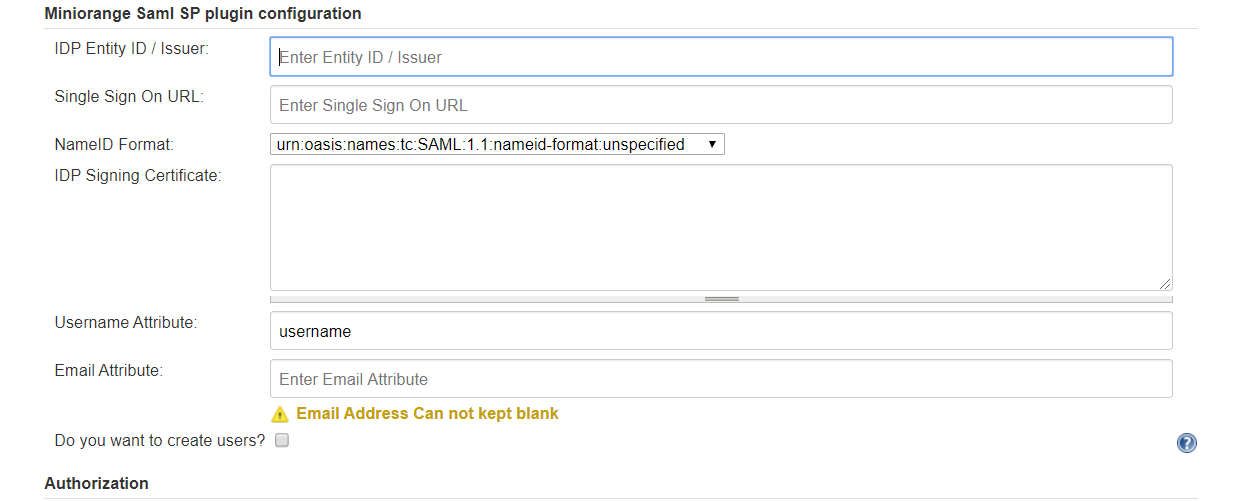 Miniorange Saml SP plugin configuration
IDP Entity ID / Issuer:
Enter Entity ID / Issuer
Single Sign On URL:
Enter Single Sign On URL
NameID Format:
urn:oasis:names:tc:SAML:1.1:nameid-format:unspecified
IDP Signing Certificate:
Username Attribute:
username
Email Attribute:
Enter Email Attribute
Email Address Can not kept blank
Do you want to create users?
Authorization